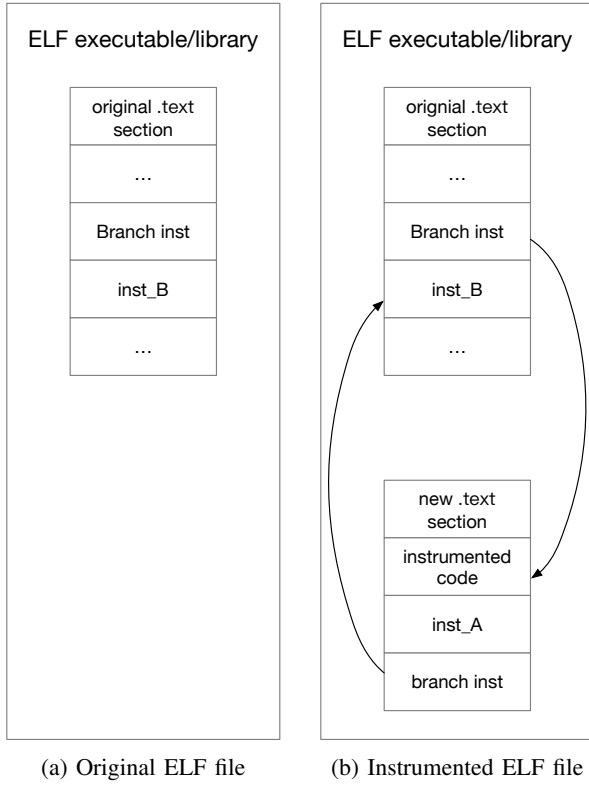 ELF executable/library
original .text
section
...
Branch inst
inst_B
...
(a) Original ELF file
ELF executable/library
orignial .text
section
...
Branch inst
inst_B
...
new .text
section
instrumented
code
inst_A
branch inst
(b) Instrumented ELF file